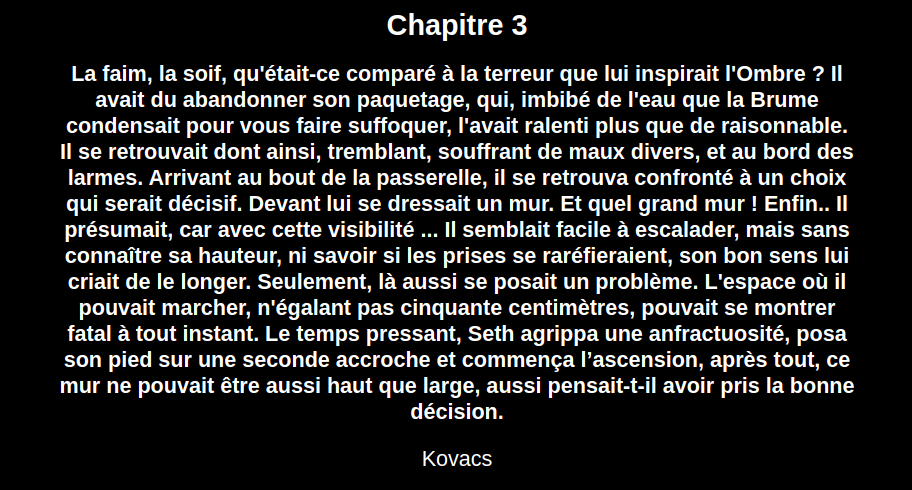 Chapitre 3
La faim, la soif, qu'était-ce comparé à la terreur que lui inspirait l'Ombre ? Il
avait du abandonner son paquetage, qui, imbibé de l'eau que la Brume
condensait pour vous faire suffoquer, l'avait ralenti plus que de raisonnable.
Il se retrouvait dont ainsi, tremblant, souffrant de maux divers, et au bord des
larmes. Arrivant au bout de la passerelle, il se retrouva confronté à un choix
qui serait décisif. Devant lui se dressait un mur. Et quel grand mur ! Enfin.. Il
présumait, car avec cette visibilité ... Il semblait facile à escalader, mais sans
connaître sa hauteur, ni savoir si les prises se raréfieraient, son bon sens lui
criait de le longer. Seulement, là aussi se posait un problème. L'espace où il
pouvait marcher, n'égalant pas cinquante centimètres, pouvait se montrer
fatal à tout instant. Le temps pressant, Seth agrippa une anfractuosité, posa
son pied sur une seconde accroche et commença l’ascension, après tout, ce
mur ne pouvait être aussi haut que large, aussi pensait-t-il avoir pris la bonne
décision.
Kovacs